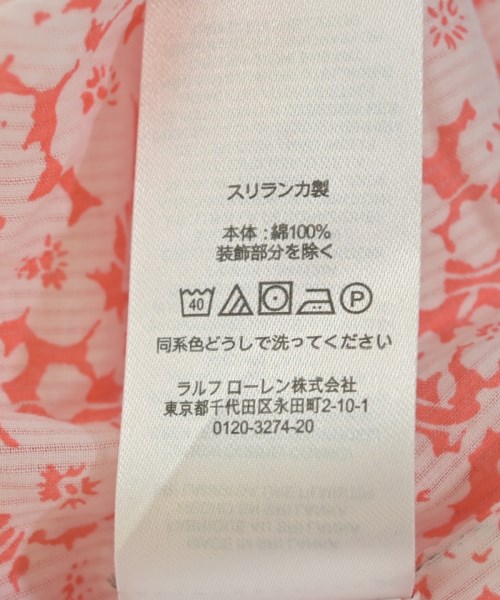 スリランカ製
本体 : 綿100%
装飾部分を除く
40 P
同系色どうしで洗ってください
ラルフ ローレン株式会社
東京都千代田区永田町2-10-1
0120-3274-20